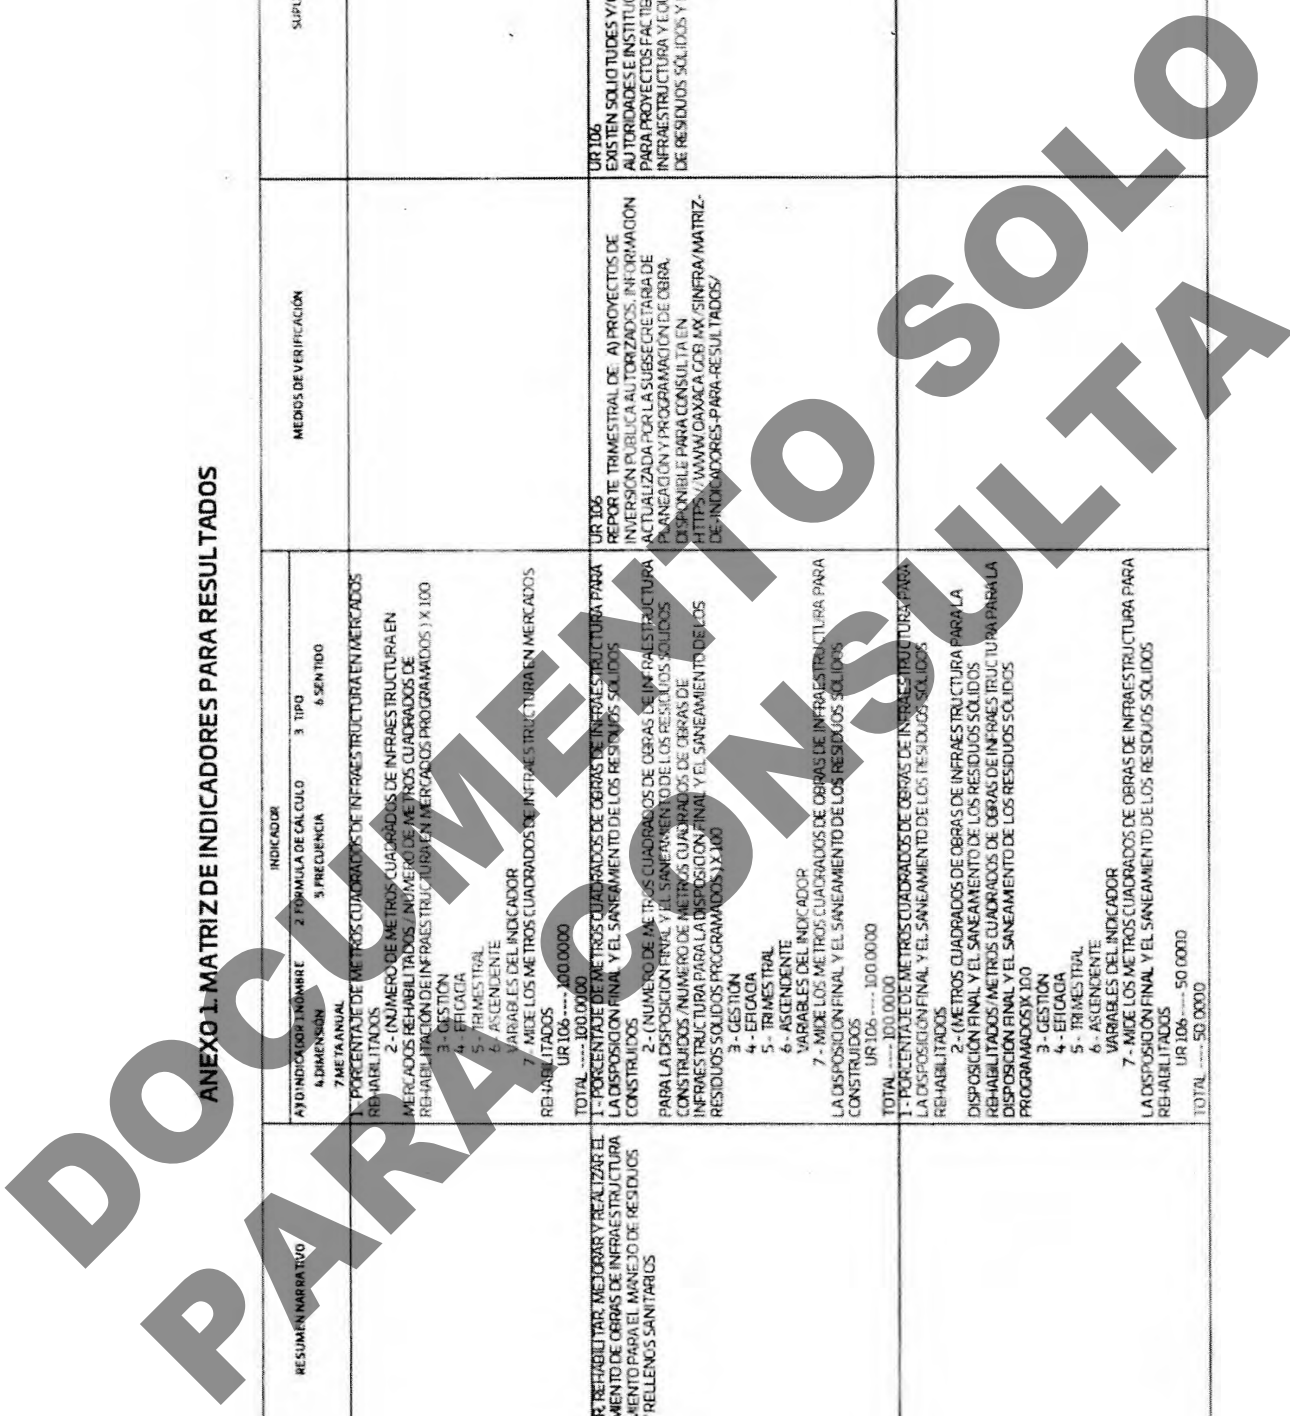 ANEXO 1. MATRIZ DE INDICADORES PARA RESULTADOS
RESUMEN NARRATIVO
INDICADOR
A) Y D) INDICADOR 1 NOMBRE 2 FORMULA DE CALCULO 3 TIPO
4.DIMENSIÓN 5.FRECUENCIA 6.SENTIDO
7 META ANUAL
MEDIOS DE VERIFICACIÓN
1 - PORCENTAJE DE METROS CUADRADOS DE INFRAESTRUCTURA EN MERCADOS
REHABILITADOS
2 - (NÚMERO DE METROS CUADRADOS DE INFRAESTRUCTURA EN
MERCADOS REHABILITADOS / NÚMERO DE METROS CUADRADOS DE
REHABILITACIÓN DE INFRAESTRUCTURA EN MERCADOS PROGRAMADOS ) X 100
3 - GESTIÓN
4 - EFICACIA
5 - TRIMESTRAL
6 - ASCENDENTE
VARIABLES DEL INDICADOR
7 - MIDE LOS METROS CUADRADOS DE INFRAESTRUCTURA EN MERCADOS
REHABILITADOS
UR 106 ---- 100.0000
TOTAL ---- 100.0000
R, REHABILITAR, MEJORAR Y REALIZAR EL
MIENTO DE OBRAS DE INFRAESTRUCTURA
MIENTO PARA EL MANEJO DE RESIDUOS
RELLENOS SANITARIOS
1 - PORCENTAJE DE METROS CUADRADOS DE OBRAS DE INFRAESTRUCTURA PARA
LA DISPOSICIÓN FINAL Y EL SANEAMIENTO DE LOS RESIDUOS SÓLIDOS
CONSTRUIDOS
2 - ( NÚMERO DE METROS CUADRADOS DE OBRAS DE INFRAESTRUCTURA
PARA LA DISPOSICIÓN FINAL Y EL SANEAMIENTO DE LOS RESIDUOS SÓLIDOS
CONSTRUIDOS / NÚMERO DE METROS CUADRADOS DE OBRAS DE
INFRAESTRUCTURA PARA LA DISPOSICIÓN FINAL Y EL SANEAMIENTO DE LOS
RESIDUOS SÓLIDOS PROGRAMADOS ) X 100
3 - GESTIÓN
4 - EFICACIA
5 - TRIMESTRAL
6 - ASCENDENTE
VARIABLES DEL INDICADOR
7 - MIDE LOS METROS CUADRADOS DE OBRAS DE INFRAESTRUCTURA PARA
LA DISPOSICIÓN FINAL Y EL SANEAMIENTO DE LOS RESIDUOS SÓLIDOS
CONSTRUIDOS
UR 106 ---- 100.0000
TOTAL ---- 100.0000
UR 106
REPORTE TRIMESTRAL DE: A) PROYECTOS DE
INVERSIÓN PÚBLICA AUTORIZADOS, INFORMACIÓN
ACTUALIZADA POR LA SUBSECRETARIA DE
PLANEACIÓN Y PROGRAMACIÓN DE OBRA,
DISPONIBLE PARA CONSULTA EN
HTTPS://WWW.OAXACA.GOB.MX/SINFRA/MATRIZ-
DE-INDICADORES-PARA-RESULTADOS/
UR 106
EXISTEN SOLICITUDES Y/
AUTORIDADES E INSTITUC
PARA PROYECTOS FACTIB
INFRAESTRUCTURA Y EQU
DE RESIDUOS SÓLIDOS Y
1 - PORCENTAJE DE METROS CUADRADOS DE OBRAS DE INFRAESTRUCTURA PARA
LA DISPOSICIÓN FINAL Y EL SANEAMIENTO DE LOS RESIDUOS SÓLIDOS
REHABILITADOS
2 - (METROS CUADRADOS DE OBRAS DE INFRAESTRUCTURA PARA LA
DISPOSICIÓN FINAL Y EL SANEAMIENTO DE LOS RESIDUOS SÓLIDOS
REHABILITADOS / METROS CUADRADOS DE OBRAS DE INFRAESTRUCTURA PARA LA
DISPOSICIÓN FINAL Y EL SANEAMIENTO DE LOS RESIDUOS SÓLIDOS
PROGRAMADOS) X 100
3 - GESTIÓN
4 - EFICACIA
5 - TRIMESTRAL
6 - ASCENDENTE
VARIABLES DEL INDICADOR
7 - MIDE LOS METROS CUADRADOS DE OBRAS DE INFRAESTRUCTURA PARA
LA DISPOSICIÓN FINAL Y EL SANEAMIENTO DE LOS RESIDUOS SÓLIDOS
REHABILITADOS
UR 106 ---- 50.0000
TOTAL ---- 50.0000
DOCUMENTO SOLO
PARA CONSULTA